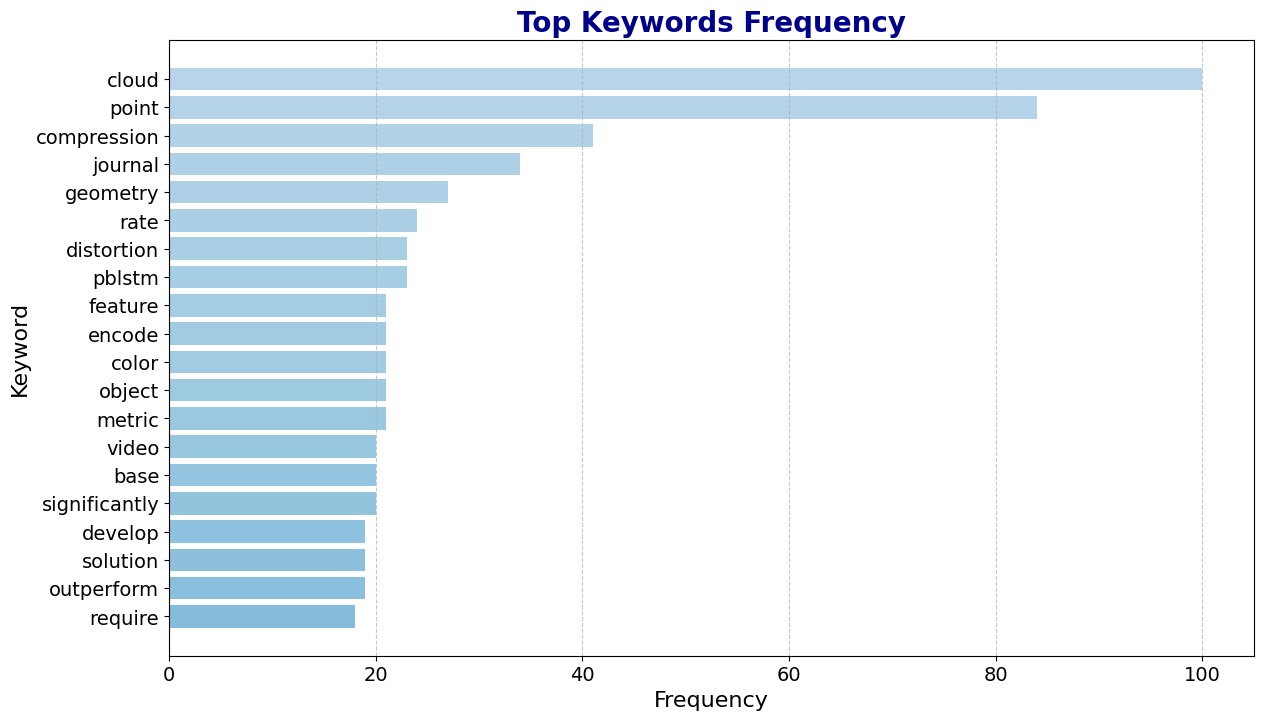 Top Keywords Frequency
cloud
point
compression
journal
geometry
rate
distortion
pblstm
feature
encode
color
object
metric
video
base
significantly
develop
solution
outperform
require
Keyword
0 20 40 60 80 100
Frequency